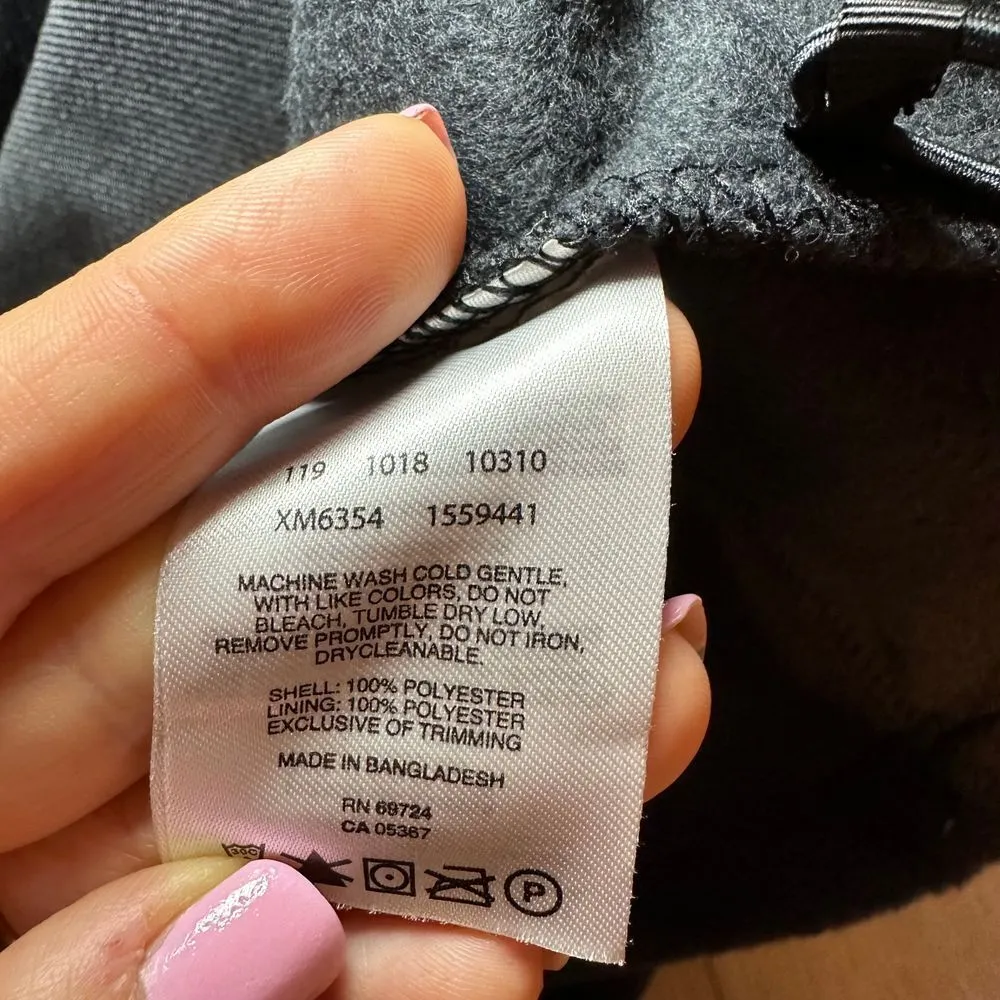 119 1018 10310
XM6354 1559441
MACHINE WASH COLD GENTLE,
WITH LIKE COLORS, DO NOT
BLEACH, TUMBLE DRY LOW,
REMOVE PROMPTLY, DO NOT IRON,
DRYCLEANABLE.
SHELL: 100% POLYESTER
LINING: 100% POLYESTER
EXCLUSIVE OF TRIMMING
MADE IN BANGLADESH
RN 69724
CA 05367
30C P